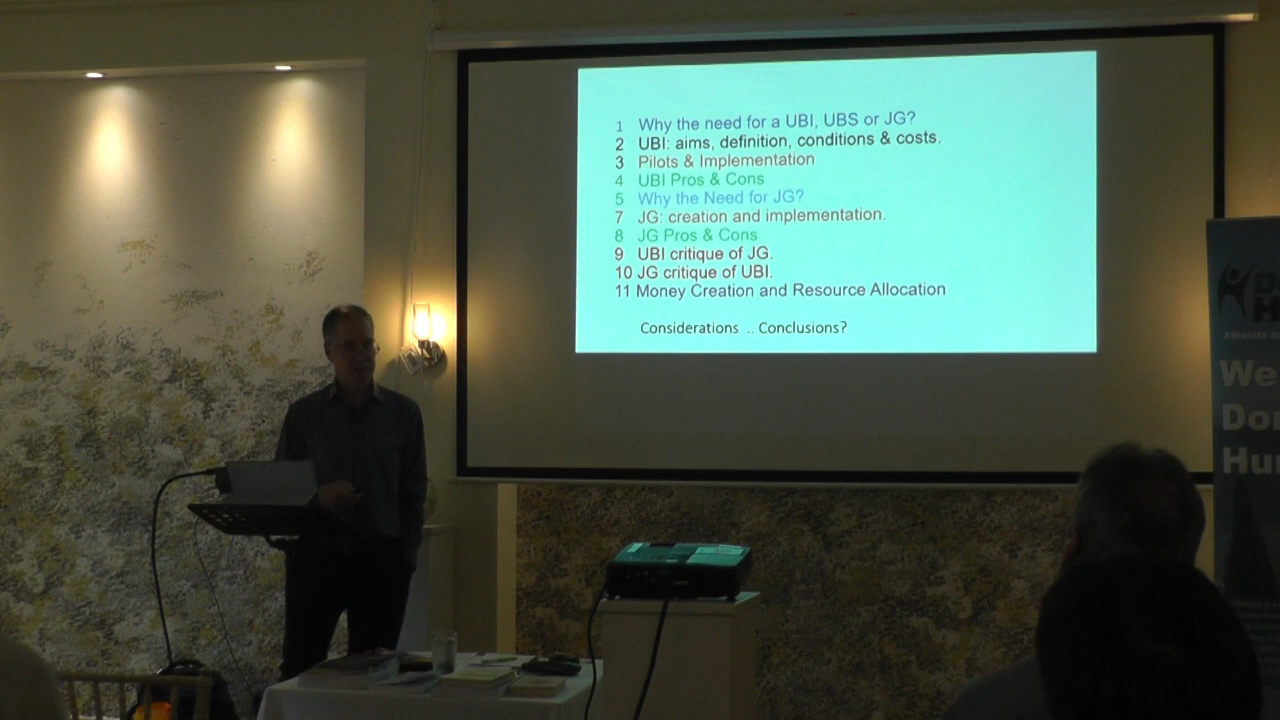 1 Why the need for a UBI, UBS or JG?
2 UBI: aims, definition, conditions & costs.
3 Pilots & Implementation
4 UBI Pros & Cons
5 Why the Need for JG?
7 JG: creation and implementation.
8 JG Pros & Cons
9 UBI critique of JG.
10 JG critique of UBI.
11 Money Creation and Resource Allocation
Considerations .. Conclusions?
Atheists
We